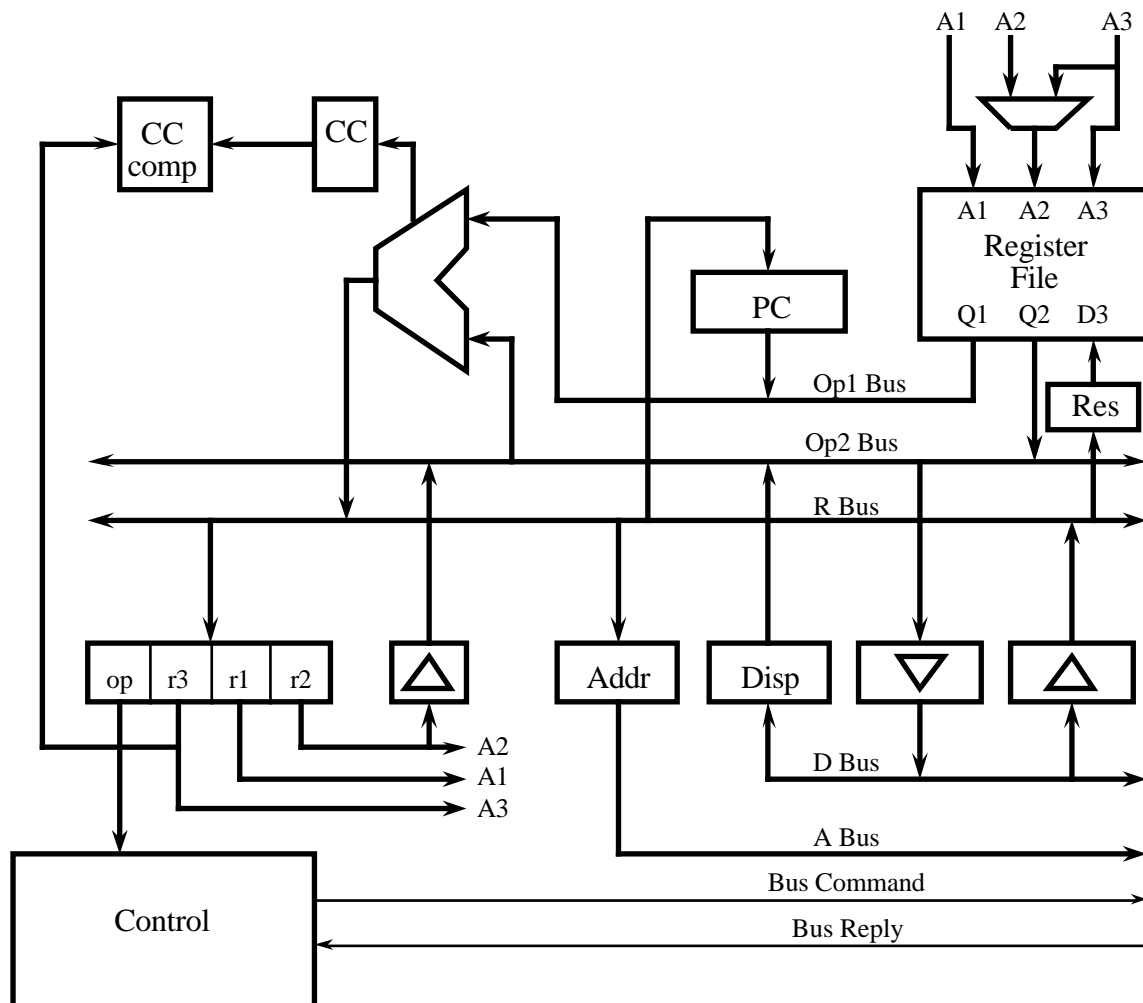 A1 A2 A3
CC
comp
CC
A1 A2 A3
Register
File
Q1 Q2 D3
PC
Op1 Bus
Res
Op2 Bus
R Bus
op r3 r1 r2
Addr
Disp
A2
A1
A3
D Bus
A Bus
Bus Command
Control
Bus Reply